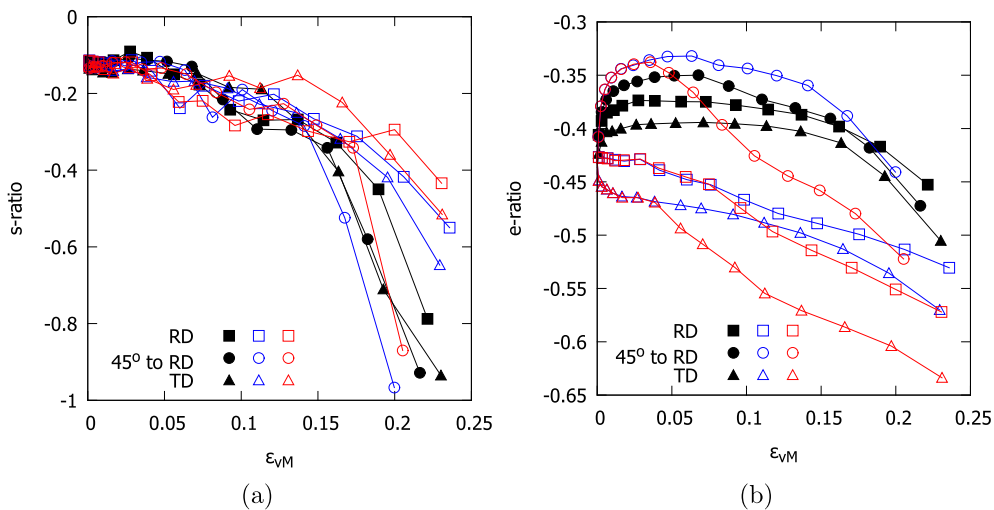 0
-0.2
-0.4
-0.6
-0.8
-1
s-ratio
RD
45° to RD
TD
0 0.05 0.1 0.15 0.2 0.25
εvM
(a)
-0.3
-0.35
-0.4
-0.45
-0.5
-0.55
-0.6
-0.65
e-ratio
RD
45° to RD
TD
0 0.05 0.1 0.15 0.2 0.25
εvM
(b)